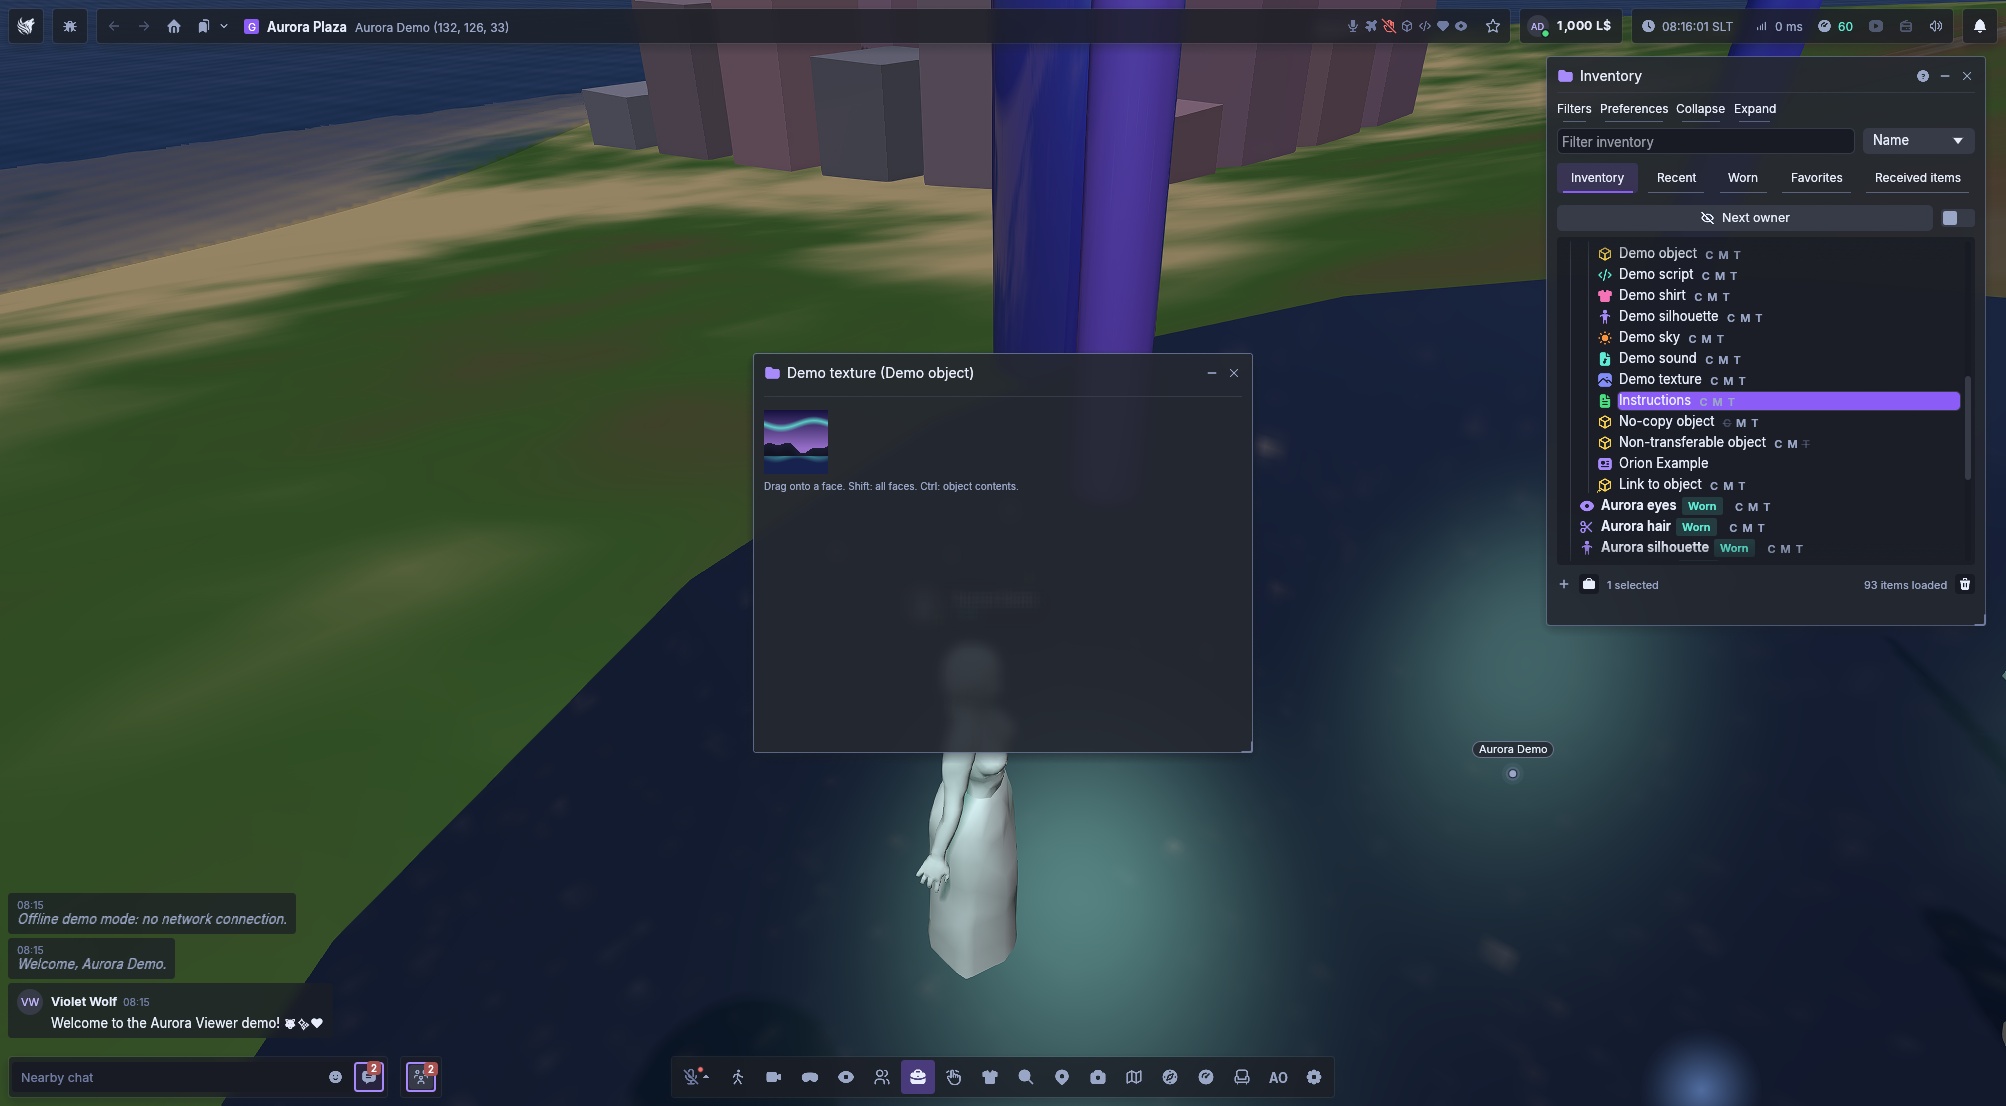 G Aurora Plaza Aurora Demo (132, 126, 33)
AD 1,000 L$
08:16:01 SLT 0 ms 60
Inventory
Filters Preferences Collapse Expand
Filter inventory Name
Inventory Recent Worn Favorites Received items
Next owner
Demo object C M T
Demo script C M T
Demo shirt C M T
Demo silhouette C M T
Demo sky C M T
Demo sound C M T
Demo texture C M T
Instructions C M T
No-copy object C M T
Non-transferable object C M T
Orion Example
Link to object C M T
Aurora eyes Worn C M T
Aurora hair Worn C M T
Aurora silhouette Worn C M T
1 selected 93 items loaded
Demo texture (Demo object)
Drag onto a face. Shift: all faces. Ctrl: object contents.
Aurora Demo
08:15
Offline demo mode: no network connection.
08:15
Welcome, Aurora Demo.
VW Violet Wolf 08:15
Welcome to the Aurora Viewer demo!
Nearby chat 2 2
AO